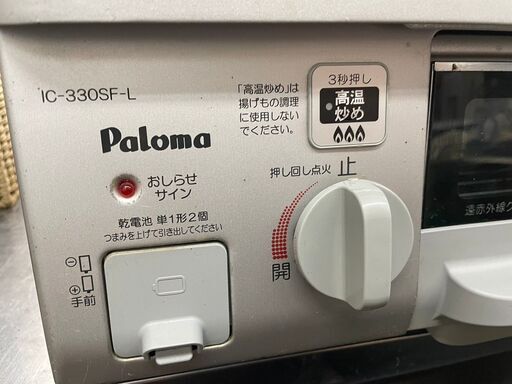 IC-330SF-L
Paloma
おしらせ
サイン
乾電池 単1形2個
つまみを上げて引き出してください
⊖
⊕
手前
「高温炒め」は
揚げもの調理
に使用しない
でください。
3秒押し
高温
炒め
押し回し点火
止
開
遠赤外線グ